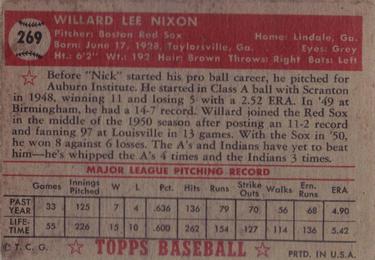 269
WILLARD LEE NIXON
Pitcher: Boston Red Sox Home: Lindale, Ga.
Born: June 17, 1928, Taylorsville, Ga. Eyes: Grey
Ht: 6'2" Wt: 192 Hair: Brown Throws: Right Bats: Left
Before "Nick" started his pro ball career, he pitched for
Auburn Institute. He started in Class A ball with Scranton
in 1948, winning 11 and losing 5 with a 2.52 ERA. In '49 at
Birmingham, he had a 14-7 record. Willard joined the Red Sox
in the middle of the 1950 season after posting an 11-2 record
and fanning 97 at Louisville in 13 games. With the Sox in '50,
he won 8 against 6 losses. The A's and Indians have yet to beat
him—he's whipped the A's 4 times and the Indians 3 times.
MAJOR LEAGUE PITCHING RECORD
Games Innings Pitched W L Pct. Hits Runs Strike Outs Walks Ern. Runs ERA
PAST YEAR 33 125 7 4 .636 136 79 70 56 68 4.90
LIFE-TIME 55 226 15 10 .600 262 154 127 114 136 5.42
© T. C. G. TOPPS BASEBALL PRTD. IN U.S.A.